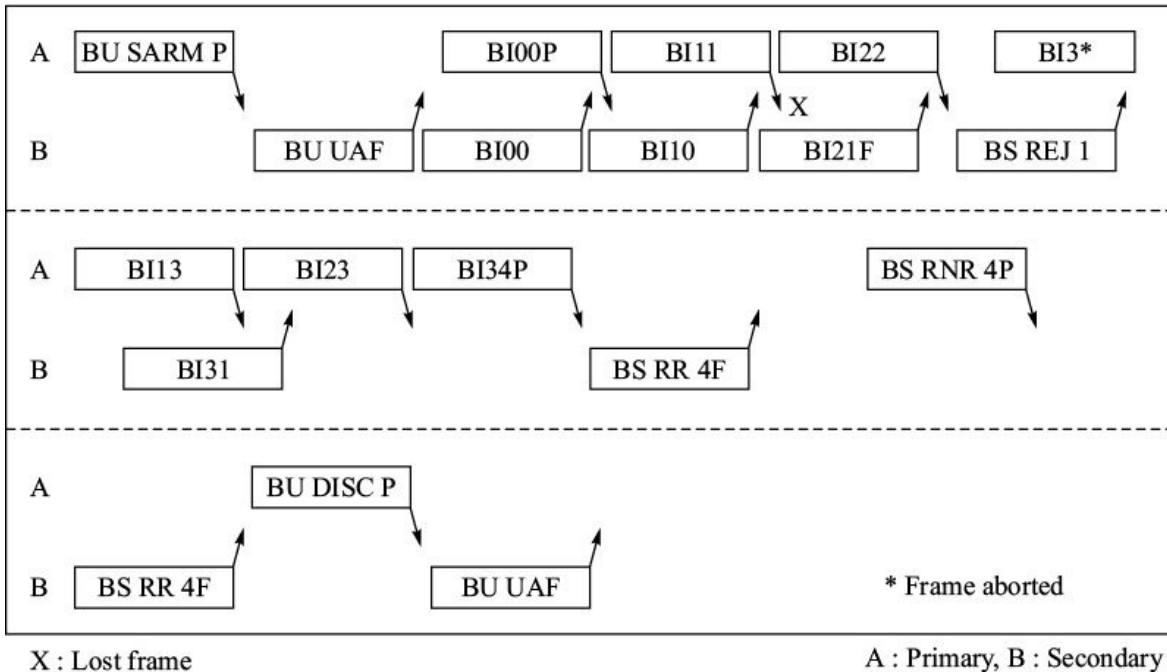 A BU SARM P BI00P BI11 BI22 BI3*
X
B BU UAF BI00 BI10 BI21F BS REJ 1
A BI13 BI23 BI34P BS RNR 4P
B BI31 BS RR 4F
A BU DISC P
B BS RR 4F BU UAF * Frame aborted
X : Lost frame A : Primary, B : Secondary